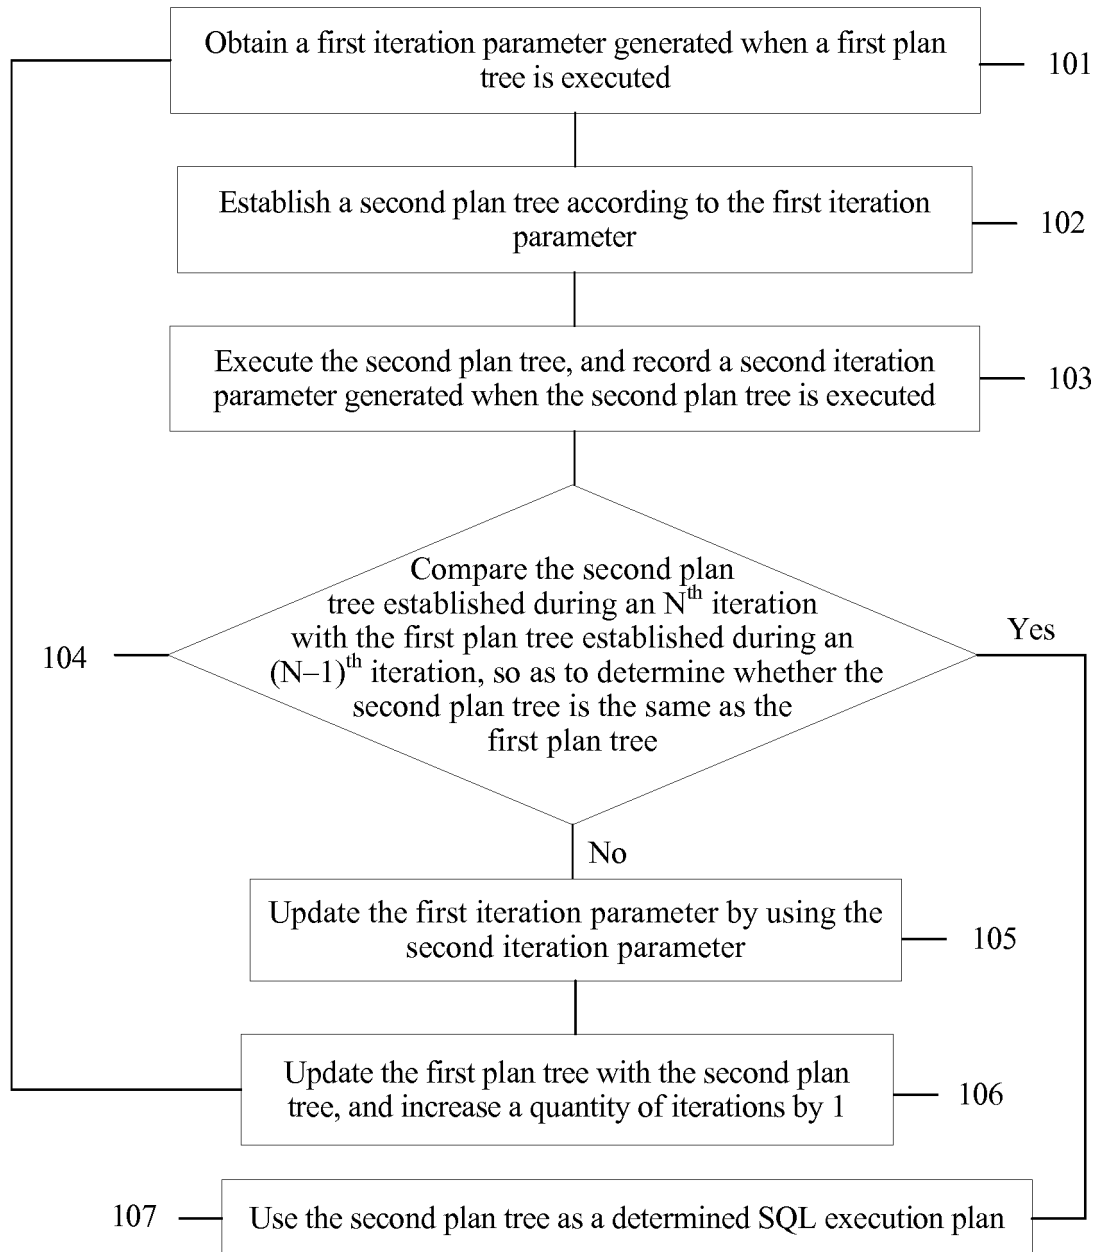 Obtain a first iteration parameter generated when a first plan
tree is executed
101
Establish a second plan tree according to the first iteration
parameter
102
Execute the second plan tree, and record a second iteration
parameter generated when the second plan tree is executed
103
Compare the second plan
tree established during an Nth iteration
with the first plan tree established during an
(N–1)th iteration, so as to determine whether the
second plan tree is the same as the
first plan tree
104
Yes
No
Update the first iteration parameter by using the
second iteration parameter
105
Update the first plan tree with the second plan
tree, and increase a quantity of iterations by 1
106
107
Use the second plan tree as a determined SQL execution plan